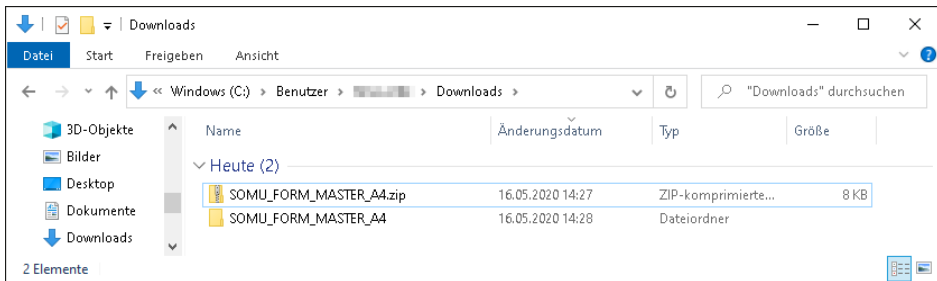 Downloads
Datei Start Freigeben Ansicht
« Windows (C:) > Benutzer > > Downloads > "Downloads" durchsuchen
3D-Objekte
Bilder
Desktop
Dokumente
Downloads
Name Änderungsdatum Typ Größe
Heute (2)
SOMU_FORM_MASTER_A4.zip 16.05.2020 14:27 ZIP-komprimierte... 8 KB
SOMU_FORM_MASTER_A4 16.05.2020 14:28 Dateiordner
2 Elemente